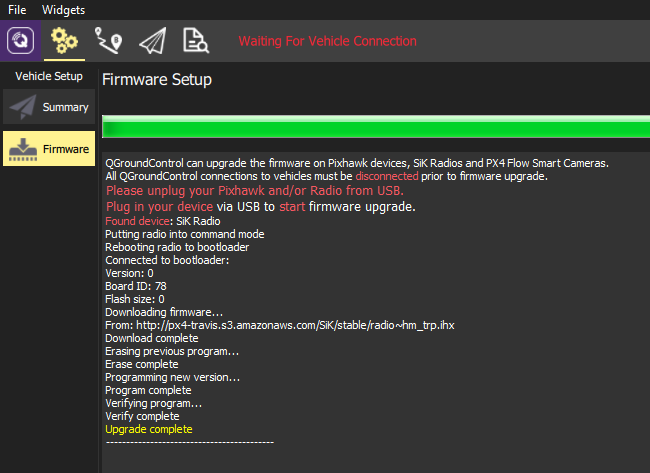 File Widgets
Waiting For Vehicle Connection
Vehicle Setup
Summary
Firmware
Firmware Setup
QGroundControl can upgrade the firmware on Pixhawk devices, SiK Radios and PX4 Flow Smart Cameras.
All QGroundControl connections to vehicles must be disconnected prior to firmware upgrade.
Please unplug your Pixhawk and/or Radio from USB.
Plug in your device via USB to start firmware upgrade.
Found device: SiK Radio
Putting radio into command mode
Rebooting radio to bootloader
Connected to bootloader:
Version: 0
Board ID: 78
Flash size: 0
Downloading firmware...
From: http://px4-travis.s3.amazonaws.com/SiK/stable/radio~hm_trp.ihx
Download complete
Erasing previous program...
Erase complete
Programming new version...
Program complete
Verifying program...
Verify complete
Upgrade complete
------------------------------------------